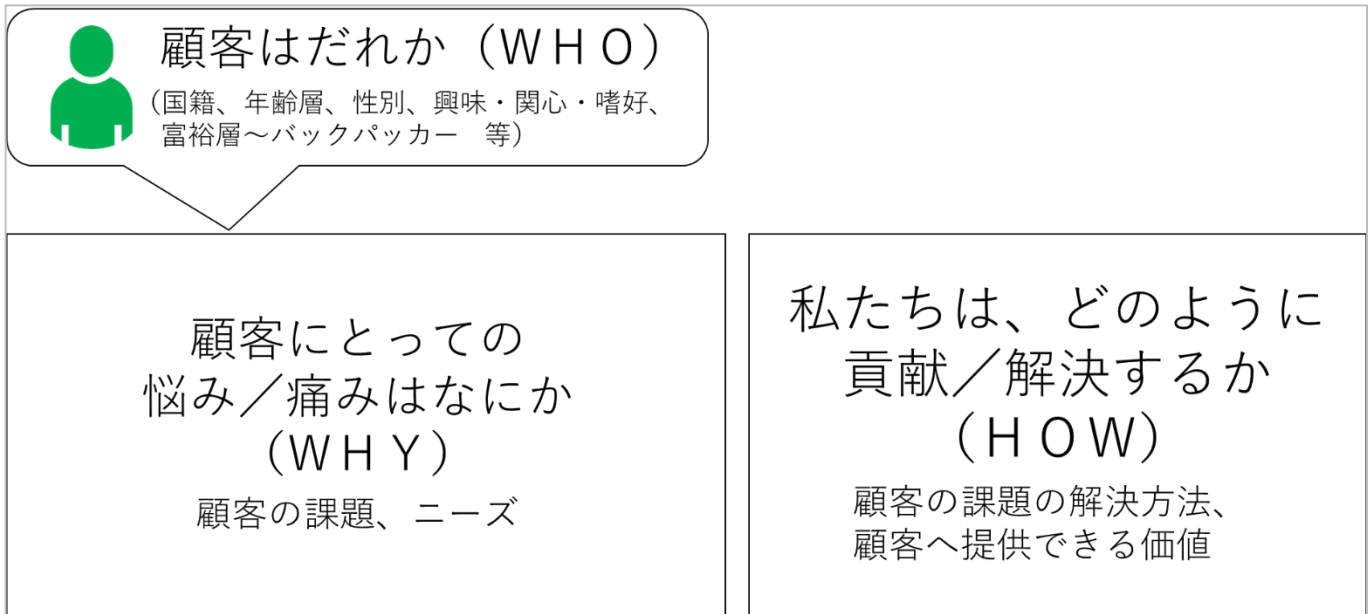 顧客はだれか（ＷＨＯ）
（国籍、年齢層、性別、興味・関心・嗜好、
富裕層～バックパッカー　等）
顧客にとっての
悩み／痛みはなにか
（ＷＨＹ）
顧客の課題、ニーズ
私たちは、どのように
貢献／解決するか
（ＨＯＷ）
顧客の課題の解決方法、
顧客へ提供できる価値